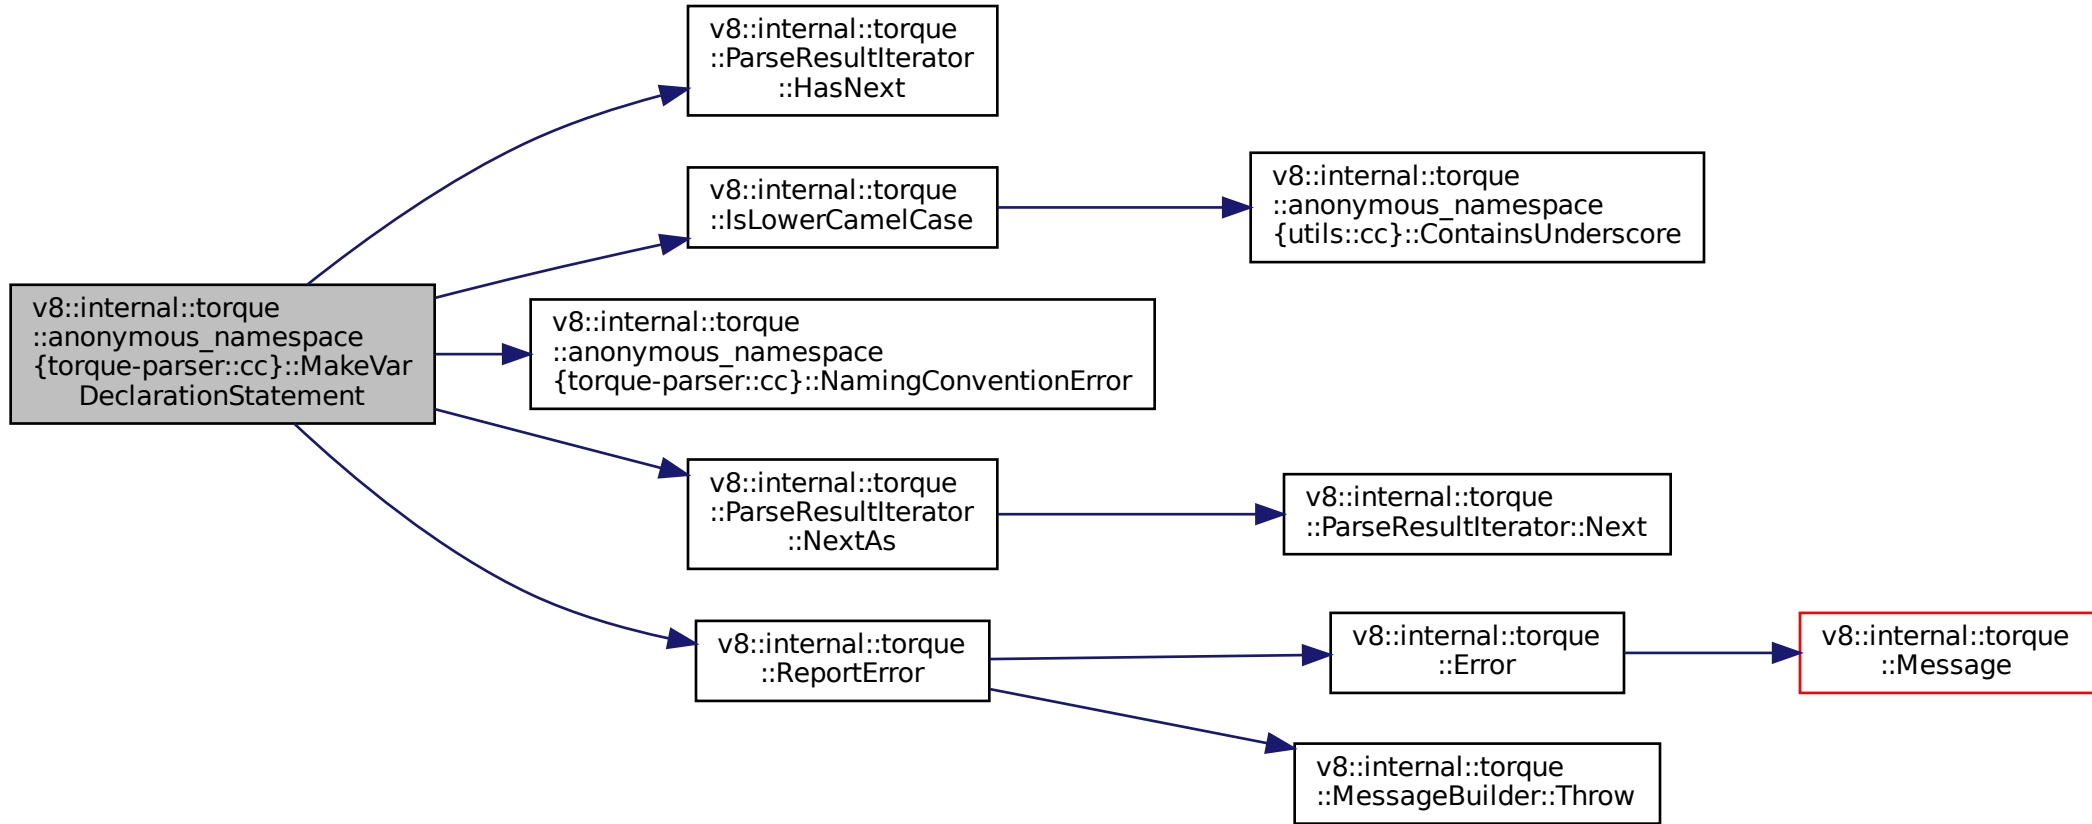 v8::internal::torque
::ParseResultIterator
::HasNext
v8::internal::torque
::IsLowerCamelCase
v8::internal::torque
::anonymous_namespace
{utils::cc}::ContainsUnderscore
v8::internal::torque
::anonymous_namespace
{torque-parser::cc}::MakeVar
DeclarationStatement
v8::internal::torque
::anonymous_namespace
{torque-parser::cc}::NamingConventionError
v8::internal::torque
::ParseResultIterator
::NextAs
v8::internal::torque
::ParseResultIterator::Next
v8::internal::torque
::ReportError
v8::internal::torque
::Error
v8::internal::torque
::Message
v8::internal::torque
::MessageBuilder::Throw